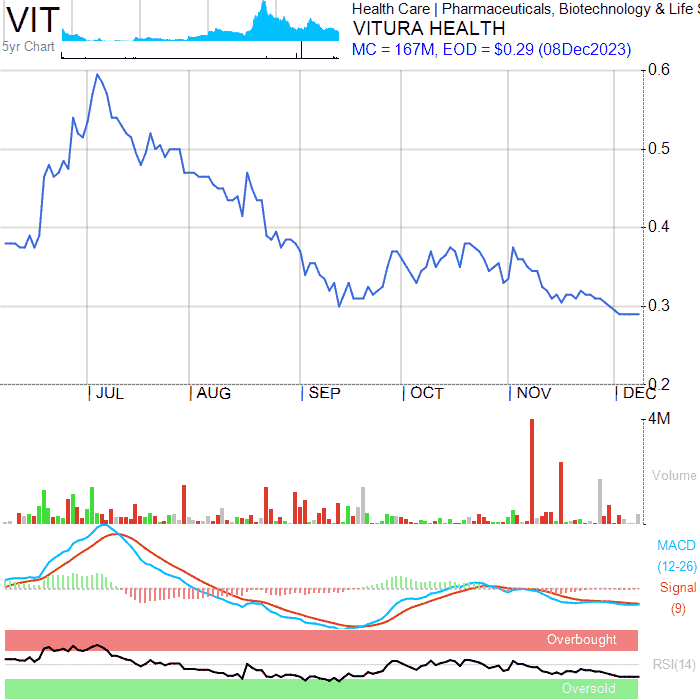 VIT
5yr Chart
Health Care | Pharmaceuticals, Biotechnology & Life S
VITURA HEALTH
MC = 167M, EOD = $0.29 (08Dec2023)
0.6
0.5
0.4
0.3
0.2
JUL
AUG
SEP
OCT
NOV
DEC
4M
Volume
MACD
(12-26)
Signal
(9)
Overbought
RSI(14)
Oversold